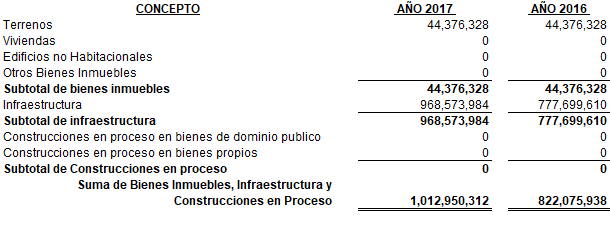 CONCEPTO AÑO 2017 AÑO 2016
Terrenos 44,376,328 44,376,328
Viviendas 0 0
Edificios no Habitacionales 0 0
Otros Bienes Inmuebles 0 0
Subtotal de bienes inmuebles 44,376,328 44,376,328
Infraestructura 968,573,984 777,699,610
Subtotal de infraestructura 968,573,984 777,699,610
Construcciones en proceso en bienes de dominio publico 0 0
Construcciones en proceso en bienes propios 0 0
Subtotal de Construcciones en proceso 0 0
Suma de Bienes Inmuebles, Infraestructura y
Construcciones en Proceso 1,012,950,312 822,075,938